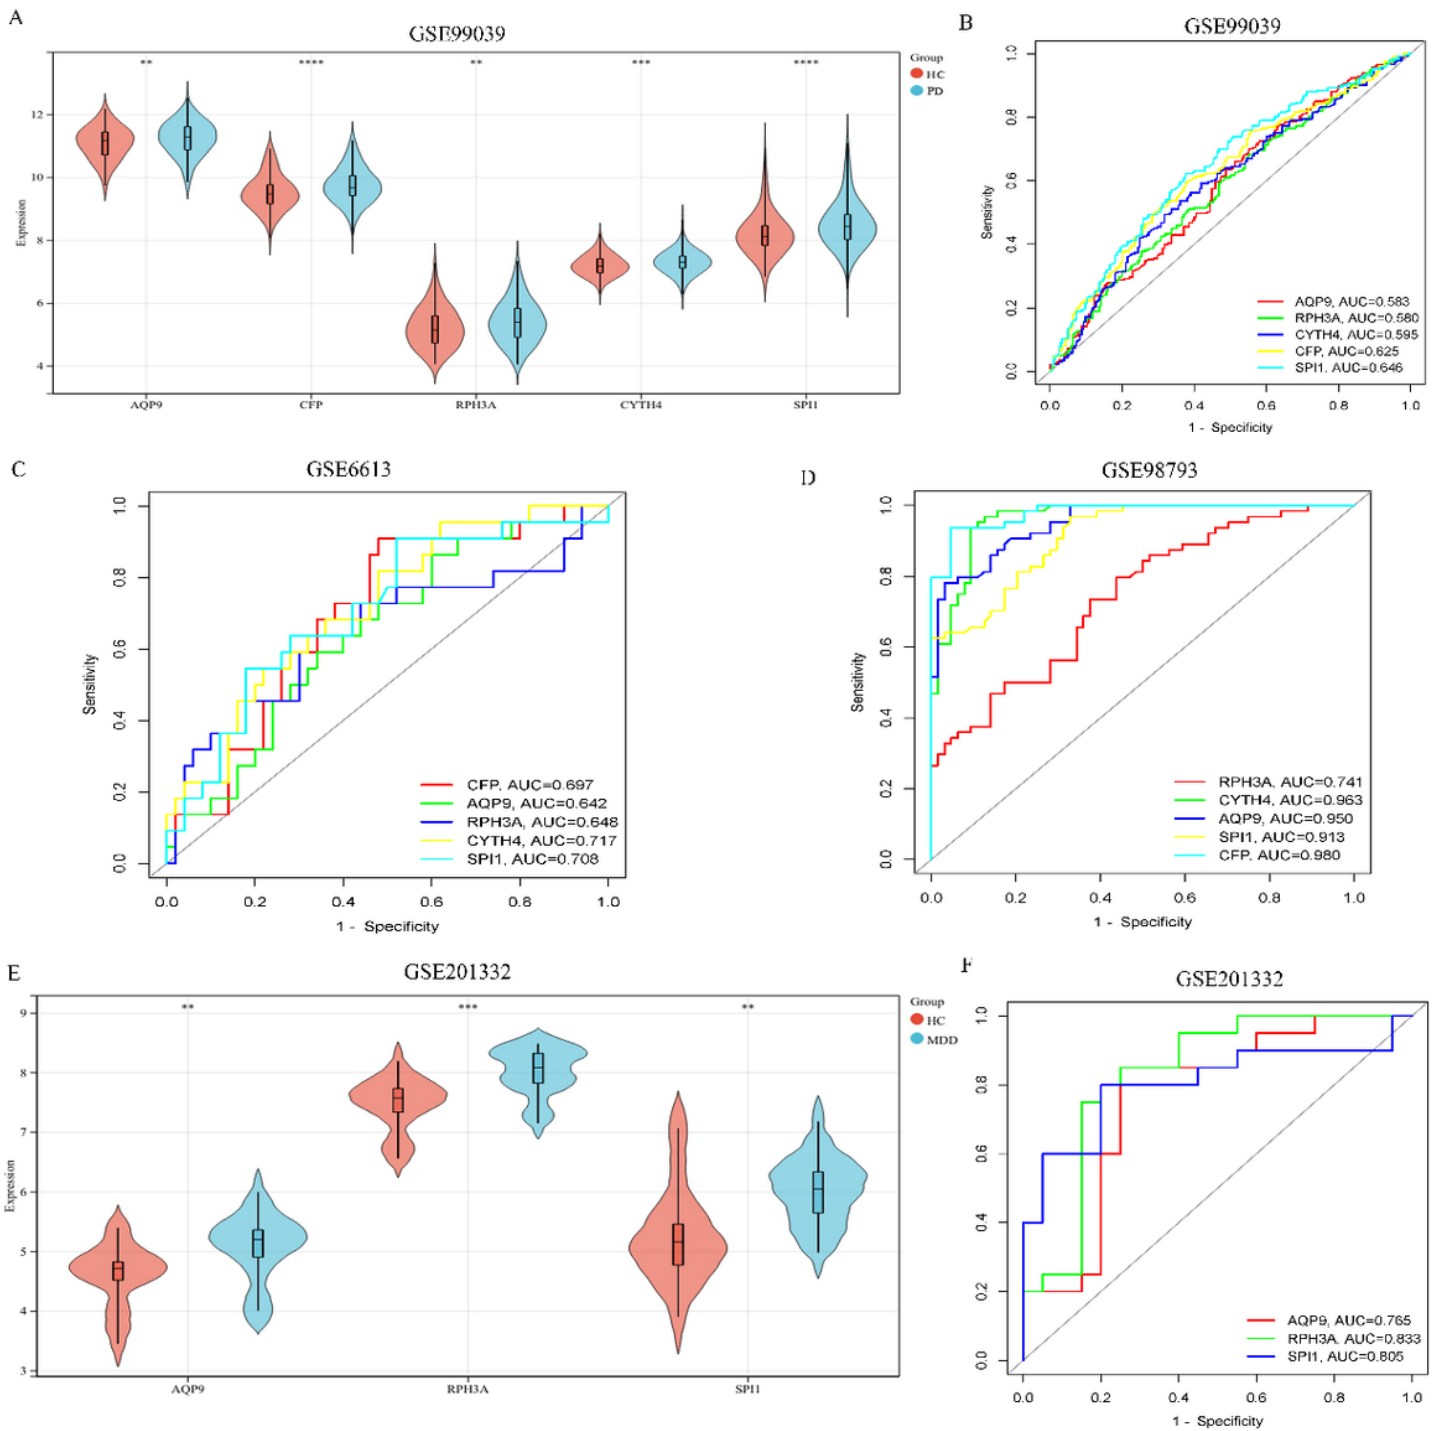 A
GSE99039
** **** ** *** ****
Group
HC
PD
12
10
8
6
4
Expression
AQP9 CFP RPH3A CYTH4 SPI1
B
GSE99039
1.0
0.8
0.6
0.4
0.2
0.0
Sensitivity
AQP9, AUC=0.583
RPH3A, AUC=0.580
CYTH4, AUC=0.595
CFP, AUC=0.625
SPI1, AUC=0.646
0.0 0.2 0.4 0.6 0.8 1.0
1 - Specificity
C
GSE6613
1.0
0.8
0.6
0.4
0.2
0.0
Sensitivity
CFP, AUC=0.697
AQP9, AUC=0.642
RPH3A, AUC=0.648
CYTH4, AUC=0.717
SPI1, AUC=0.708
0.0 0.2 0.4 0.6 0.8 1.0
1 - Specificity
D
GSE98793
1.0
0.8
0.6
0.4
0.2
0.0
Sensitivity
RPH3A, AUC=0.741
CYTH4, AUC=0.963
AQP9, AUC=0.950
SPI1, AUC=0.913
CFP, AUC=0.980
0.0 0.2 0.4 0.6 0.8 1.0
1 - Specificity
E
GSE201332
** *** **
Group
HC
MDD
9
8
7
6
5
4
3
Expression
AQP9 RPH3A SPI1
F
GSE201332
1.0
0.8
0.6
0.4
0.2
0.0
Sensitivity
AQP9, AUC=0.765
RPH3A, AUC=0.833
SPI1, AUC=0.805
0.0 0.2 0.4 0.6 0.8 1.0
1 - Specificity